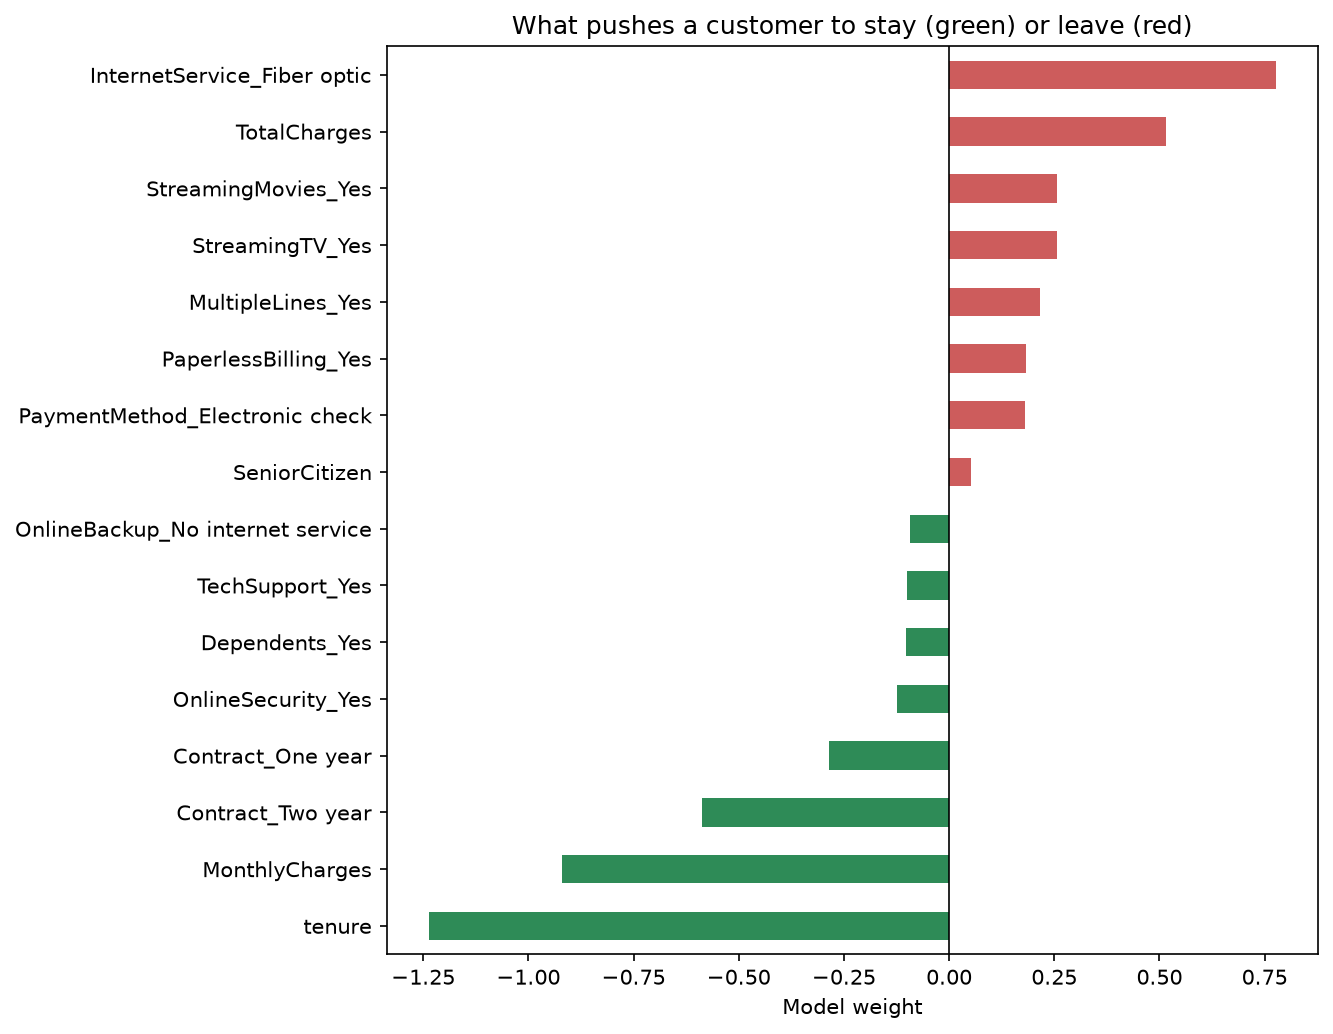 What pushes a customer to stay (green) or leave (red)
InternetService_Fiber optic
TotalCharges
StreamingMovies_Yes
StreamingTV_Yes
MultipleLines_Yes
PaperlessBilling_Yes
PaymentMethod_Electronic check
SeniorCitizen
OnlineBackup_No internet service
TechSupport_Yes
Dependents_Yes
OnlineSecurity_Yes
Contract_One year
Contract_Two year
MonthlyCharges
tenure
−1.25 −1.00 −0.75 −0.50 −0.25 0.00 0.25 0.50 0.75
Model weight